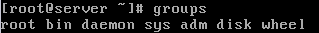 [root@server ~]# groups
root bin daemon sys adm disk wheel